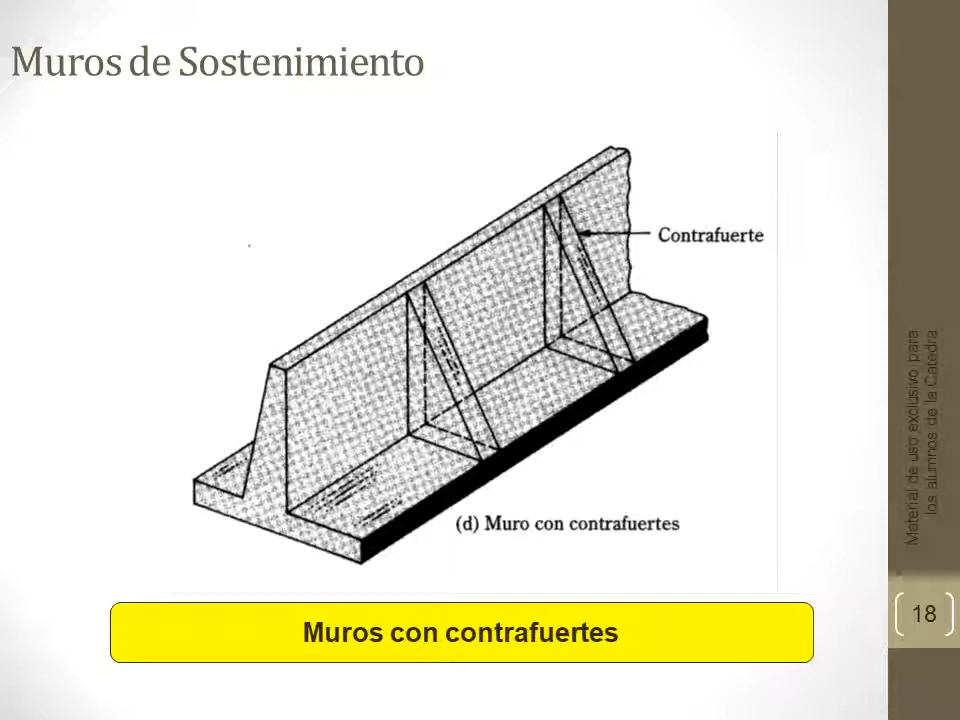 Muros de Sostenimiento
Contrafuerte
(d) Muro con contrafuertes
Muros con contrafuertes
Material de uso exclusivo para
los alumnos de la Catedra
18